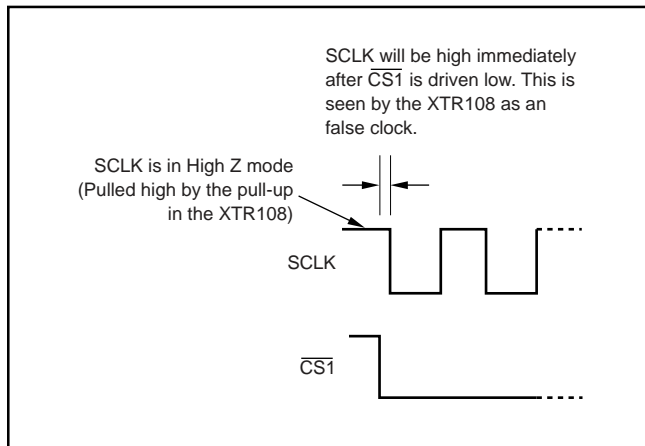 SCLK will be high immediately
after CS1 is driven low. This is
seen by the XTR108 as an
false clock.
SCLK is in High Z mode
(Pulled high by the pull-up
in the XTR108)
SCLK
CS1